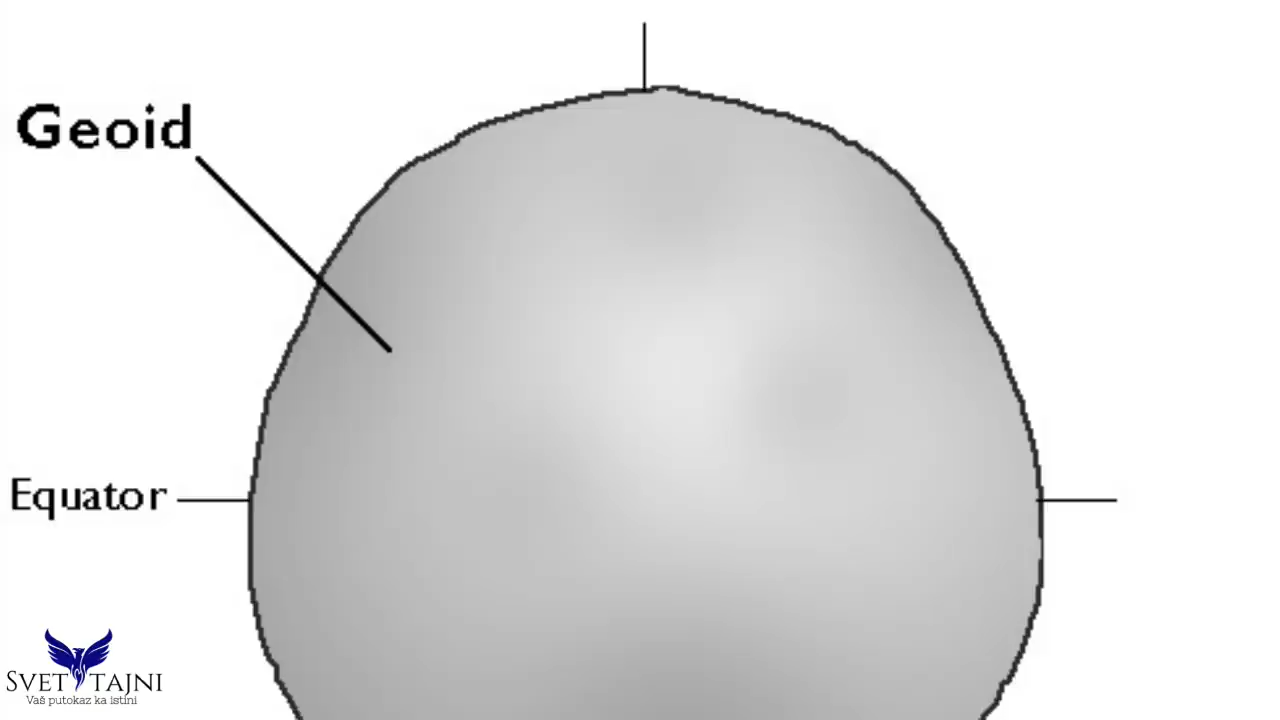 Geoid
Equator
SVET TAJNI
Vaš putokaz ka istini